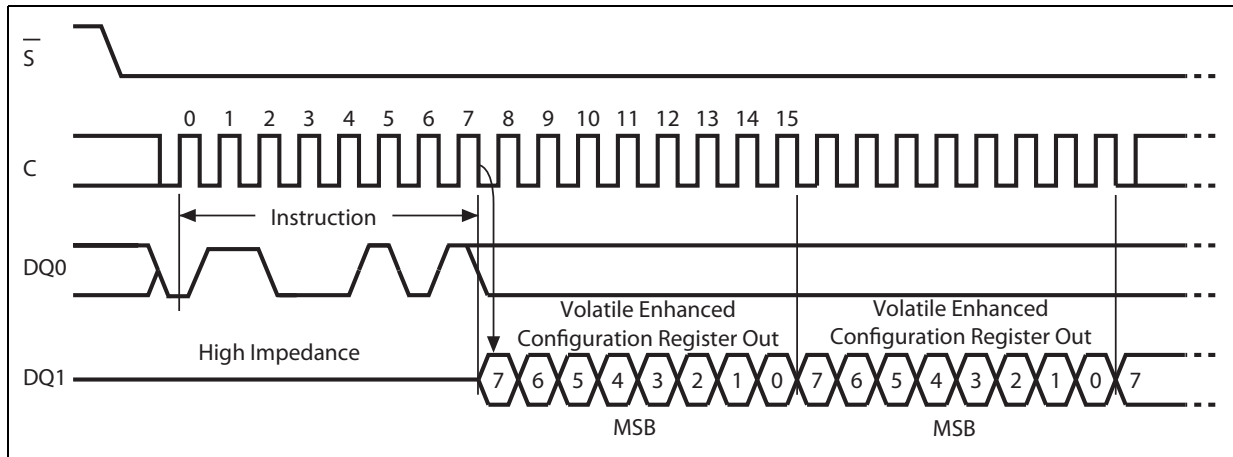 S
0 1 2 3 4 5 6 7 8 9 10 11 12 13 14 15
C
Instruction
DQ0
Volatile Enhanced
Configuration Register Out
Volatile Enhanced
Configuration Register Out
High Impedance
DQ1
7 6 5 4 3 2 1 0 7 6 5 4 3 2 1 0 7
MSB
MSB